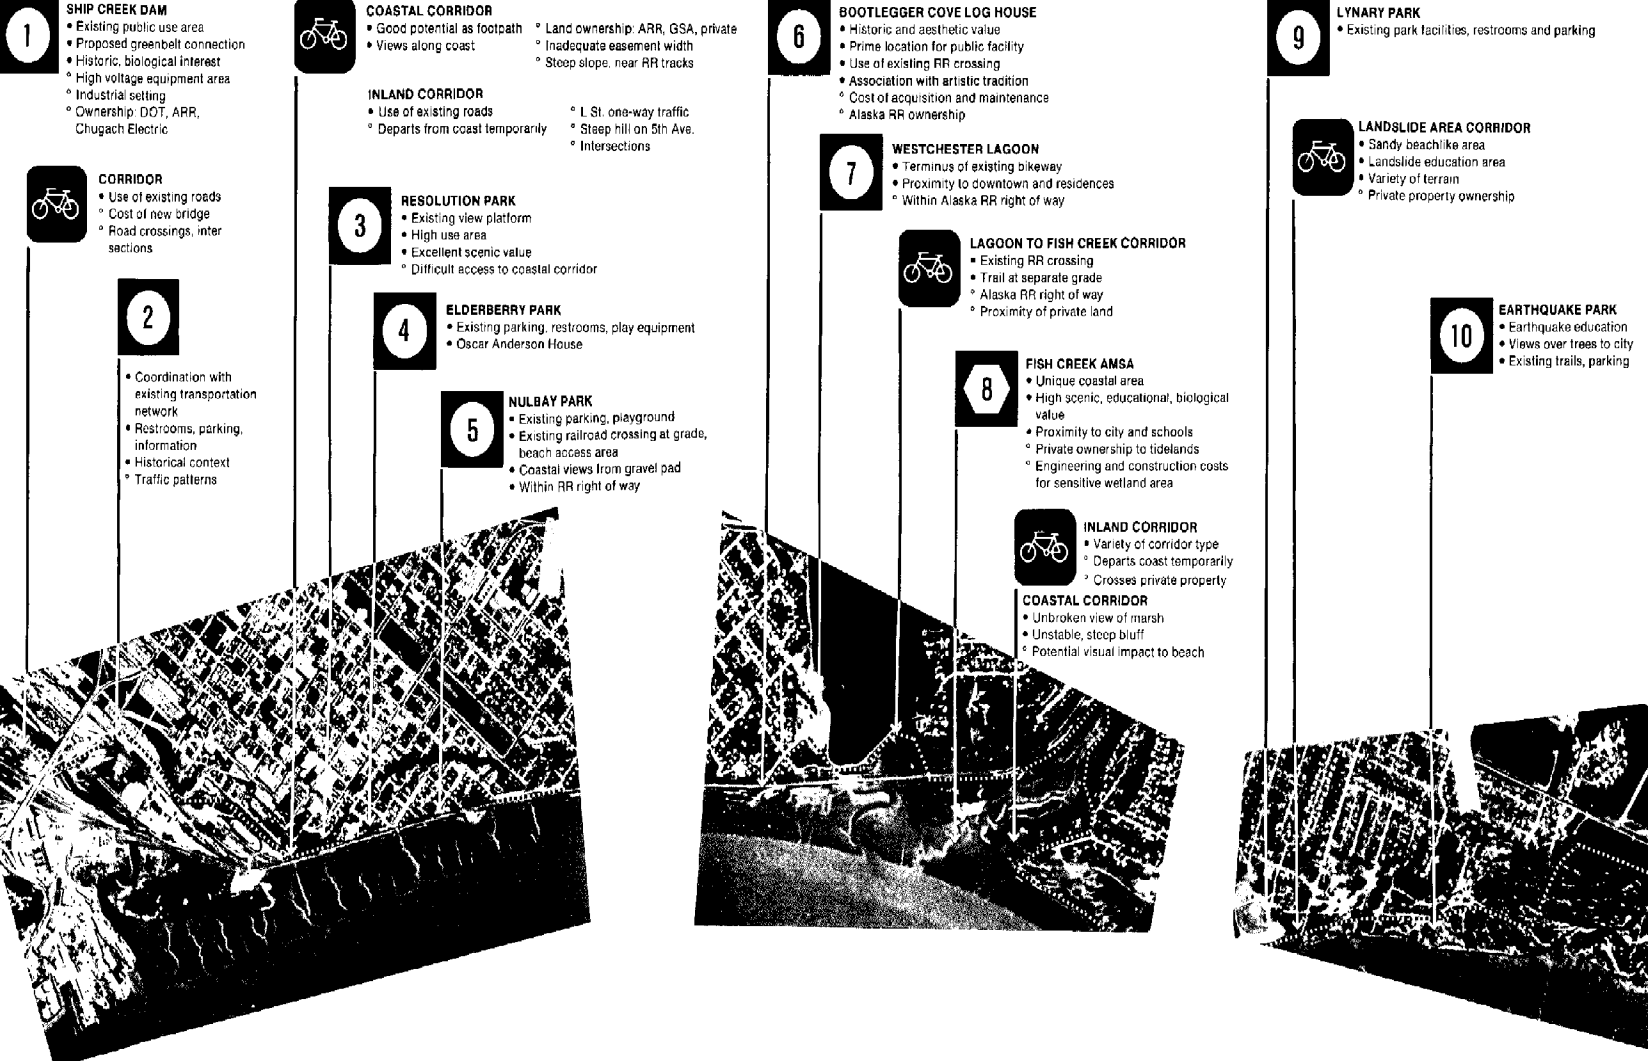 1
SHIP CREEK DAM
• Existing public use area
• Proposed greenbelt connection
• Historic, biological interest
° High voltage equipment area
° Industrial setting
° Ownership: DOT, ARR,
Chugach Electric
CORRIDOR
• Use of existing roads
° Cost of new bridge
° Road crossings, inter
sections
2
• Coordination with
existing transportation
network
• Restrooms, parking,
information
• Historical context
° Traffic patterns
COASTAL CORRIDOR
• Good potential as footpath
• Views along coast
° Land ownership: ARR, GSA, private
° Inadequate easement width
° Steep slope, near RR tracks
INLAND CORRIDOR
• Use of existing roads
° Departs from coast temporarily
° L St. one-way traffic
° Steep hill on 5th Ave.
° Intersections
3
RESOLUTION PARK
• Existing view platform
• High use area
• Excellent scenic value
° Difficult access to coastal corridor
4
ELDERBERRY PARK
• Existing parking, restrooms, play equipment
• Oscar Anderson House
5
NULBAY PARK
• Existing parking, playground
• Existing railroad crossing at grade,
beach access area
• Coastal views from gravel pad
• Within RR right of way
6
BOOTLEGGER COVE LOG HOUSE
• Historic and aesthetic value
• Prime location for public facility
• Use of existing RR crossing
• Association with artistic tradition
° Cost of acquisition and maintenance
° Alaska RR ownership
7
WESTCHESTER LAGOON
• Terminus of existing bikeway
• Proximity to downtown and residences
° Within Alaska RR right of way
LAGOON TO FISH CREEK CORRIDOR
• Existing RR crossing
• Trail at separate grade
° Alaska RR right of way
° Proximity of private land
8
FISH CREEK AMSA
• Unique coastal area
• High scenic, educational, biological
value
• Proximity to city and schools
° Private ownership to tidelands
° Engineering and construction costs
for sensitive wetland area
INLAND CORRIDOR
• Variety of corridor type
° Departs coast temporarily
° Crosses private property
COASTAL CORRIDOR
• Unbroken view of marsh
• Unstable, steep bluff
° Potential visual impact to beach
9
LYNARY PARK
• Existing park facilities, restrooms and parking
LANDSLIDE AREA CORRIDOR
• Sandy beachlike area
• Landslide education area
• Variety of terrain
° Private property ownership
10
EARTHQUAKE PARK
• Earthquake education
• Views over trees to city
• Existing trails, parking